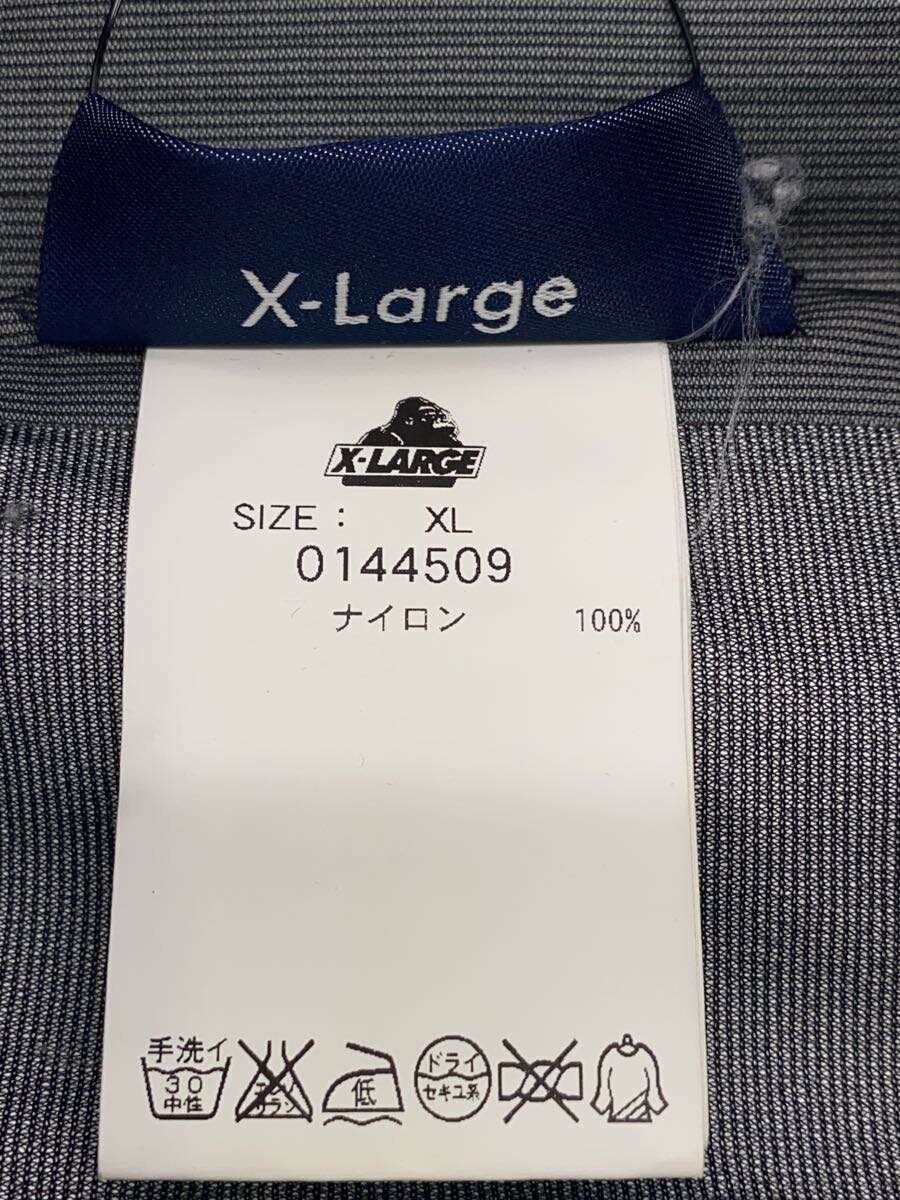 X-Large
X-LARGE
SIZE : XL
0144509
ナイロン 100%
手洗イ
30
中性
低
ドライ
セキユ系